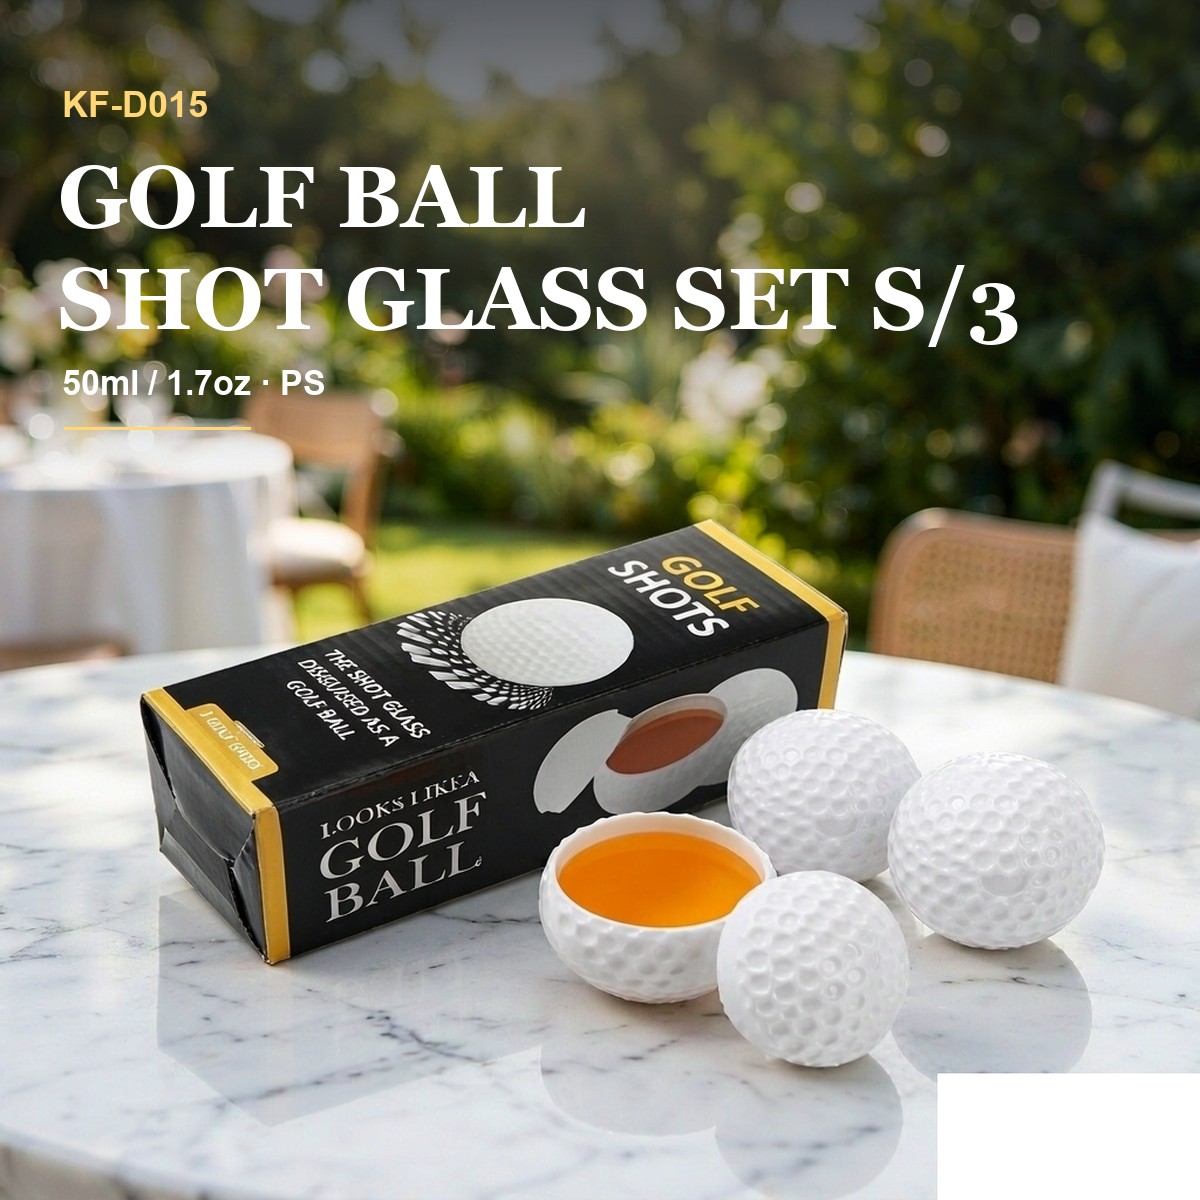 KF-D015
GOLF BALL
SHOT GLASS SET S/3
50ml / 1.7oz · PS
GOLF
SHOTS
THE SHOT GLASS
DISGUISED AS A
GOLF BALL
LOOKS LIKE A
GOLF
BALL